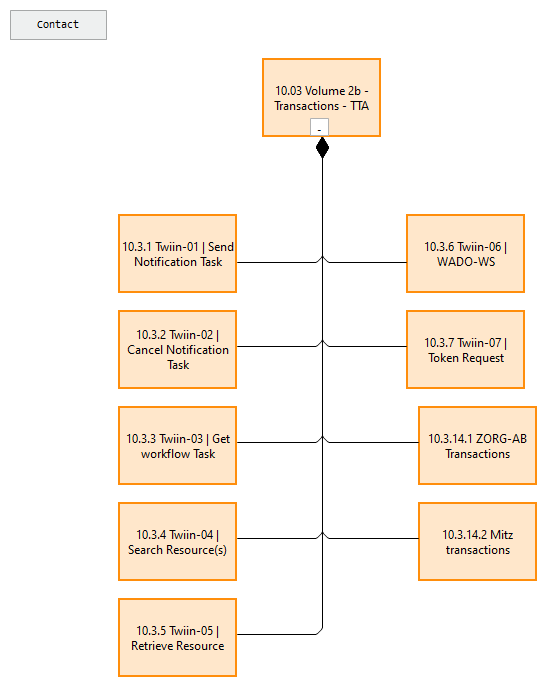 Contact
10.03 Volume 2b -
Transactions - TTA
-
10.3.1 Twiin-01 | Send
Notification Task
10.3.6 Twiin-06 |
WADO-WS
10.3.2 Twiin-02 |
Cancel Notification
Task
10.3.7 Twiin-07 |
Token Request
10.3.3 Twiin-03 | Get
workflow Task
10.3.14.1 ZORG-AB
Transactions
10.3.4 Twiin-04 |
Search Resource(s)
10.3.14.2 Mitz
transactions
10.3.5 Twiin-05 |
Retrieve Resource